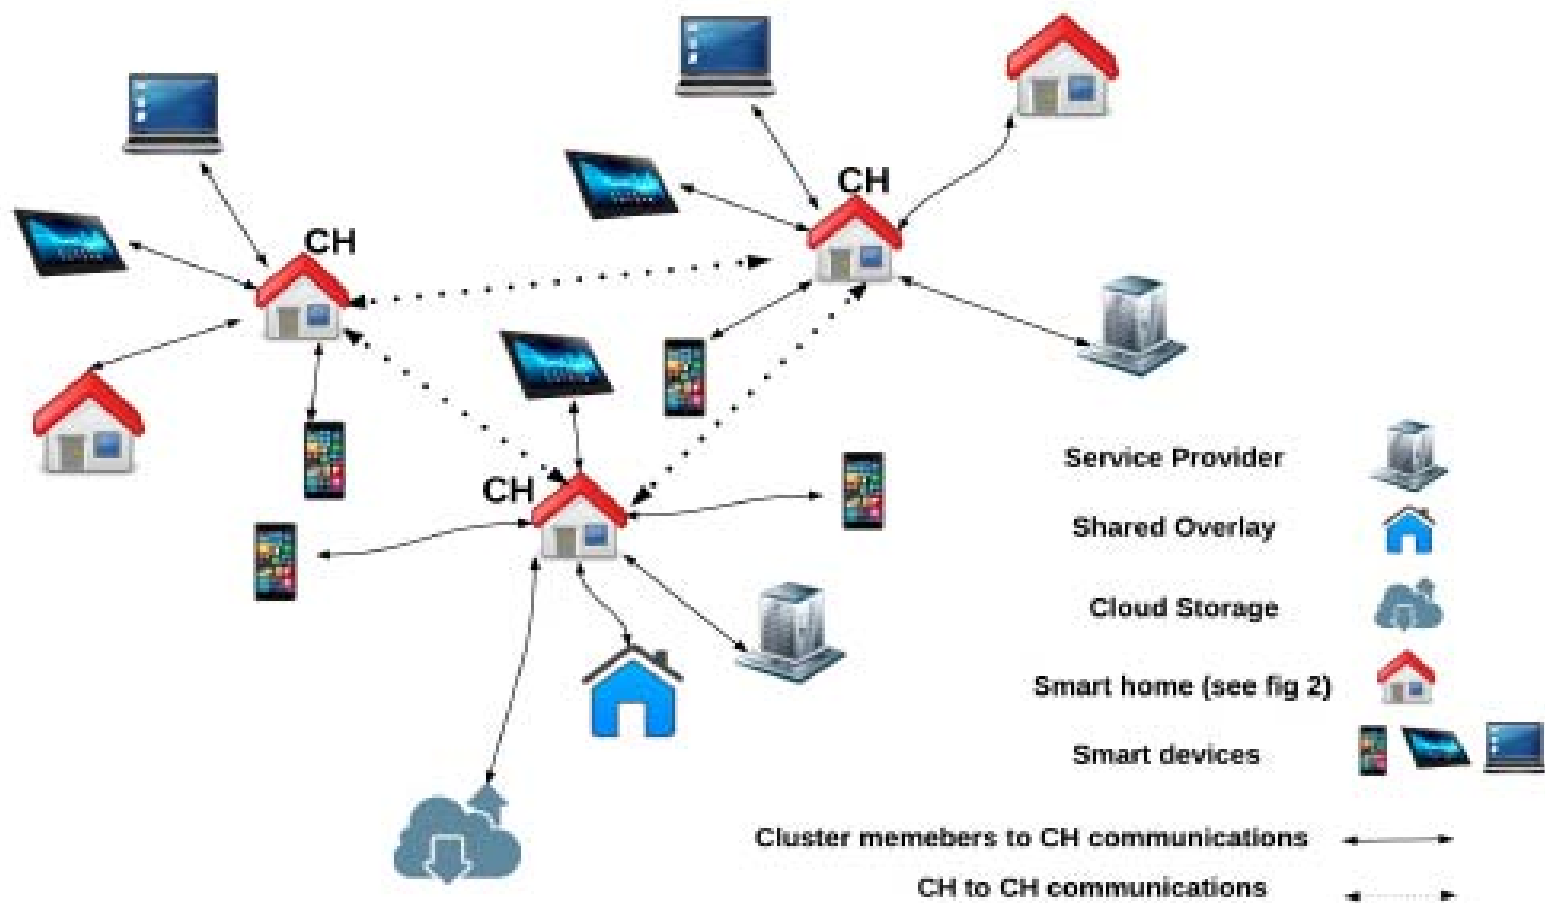 CH
CH
CH
Service Provider
Shared Overlay
Cloud Storage
Smart home (see fig 2)
Smart devices
Cluster memebers to CH communications
CH to CH communications